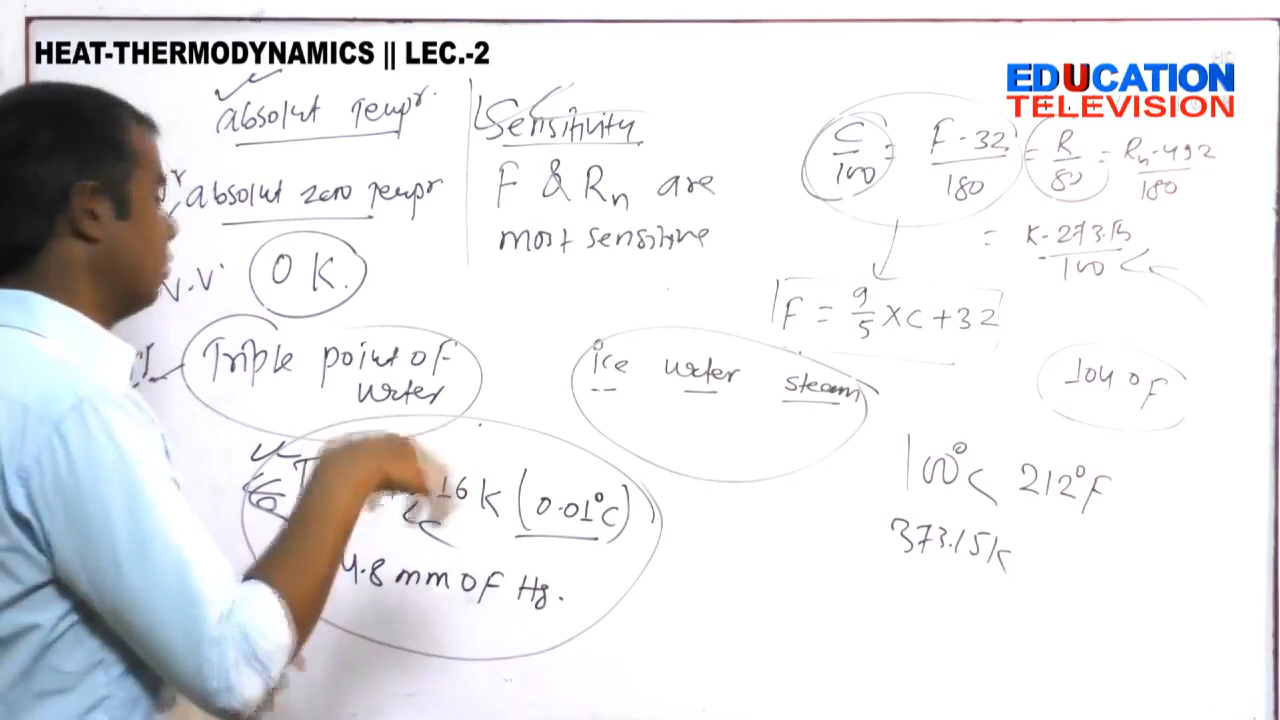 HEAT-THERMODYNAMICS || LEC.-2
EDUCATION
TELEVISION
absolut Tempr.
absolut zero Tempr
V.V
0 K.
Triple point of
water
16 K (0.01°C)
4.8 mm OF Hg.
Sensitivity
F & Rn are
most sensitive
ice water steam
C/100 = F-32/180 = R/80 = Rn-492/180
= K-273.15/100
F = 9/5 x C + 32
104 0F
100°C 212°F
373.15K